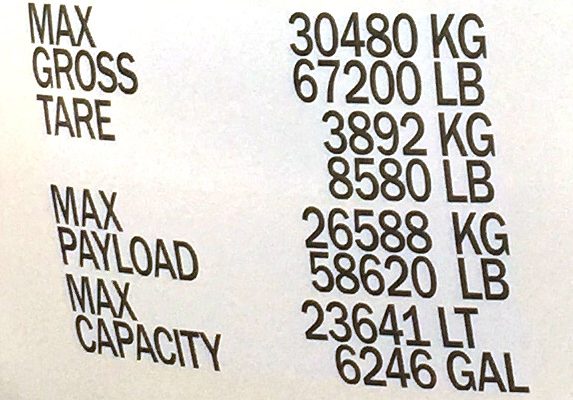 MAX 30480 KG
GROSS 67200 LB
TARE 3892 KG
8580 LB
MAX 26588 KG
PAYLOAD 58620 LB
MAX 23641 LT
CAPACITY 6246 GAL